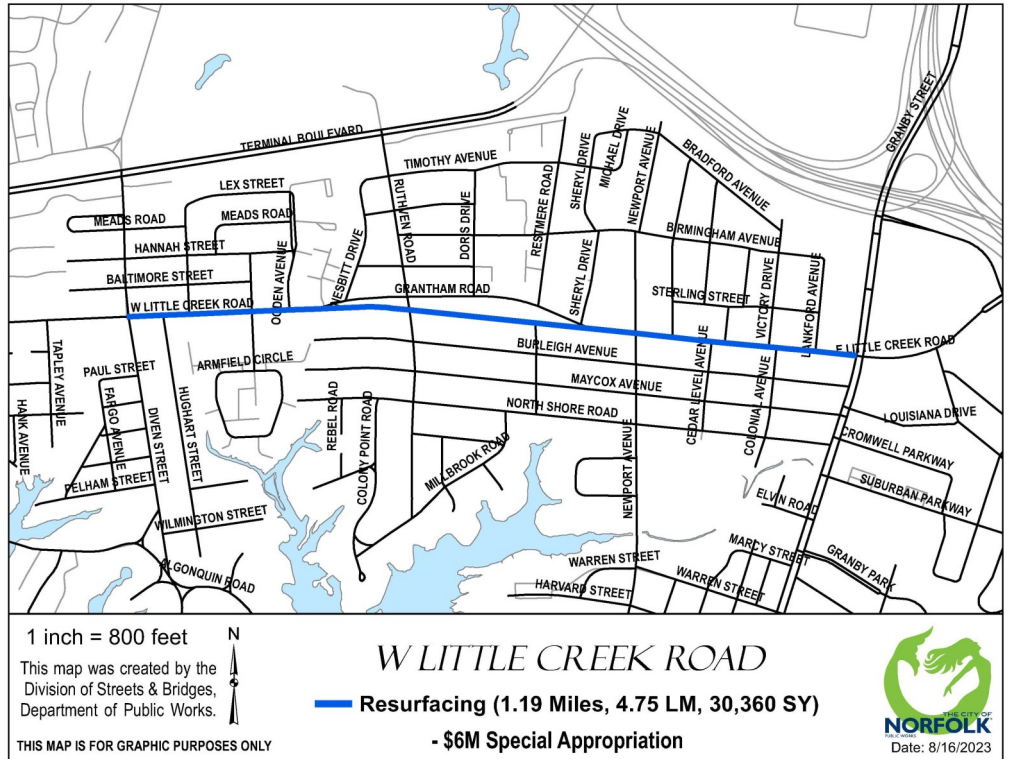 GRANBY STREET
TERMINAL BOULEVARD
TIMOTHY AVENUE
SHERYL DRIVE
MICHAEL DRIVE
NEWPORT AVENUE
BRADFORD AVENUE
LEX STREET
MEADS ROAD
MEADS ROAD
RUTHVEN ROAD
DORIS DRIVE
RESTMERE ROAD
BIRMINGHAM AVENUE
HANNAH STREET
BALTIMORE STREET
OGDEN AVENUE
NESBITT DRIVE
GRANTHAM ROAD
SHERYL DRIVE
STERLING STREET
VICTORY DRIVE
LANKFORD AVENUE
W LITTLE CREEK ROAD
E LITTLE CREEK ROAD
TAPLEY AVENUE
PAUL STREET
ARMFIELD CIRCLE
BURLEIGH AVENUE
MAYCOX AVENUE
NORTH SHORE ROAD
CEDAR LEVEL AVENUE
COLONIAL AVENUE
LOUISIANA DRIVE
HANK AVENUE
FARGO AVENUE
DIVEN STREET
HUGHART STREET
REBEL ROAD
COLONY POINT ROAD
MILLBROOK ROAD
NEWPORT AVENUE
CROMWELL PARKWAY
SUBURBAN PARKWAY
PELHAM STREET
WILMINGTON STREET
ELVIN ROAD
ALGONQUIN ROAD
WARREN STREET
HARVARD STREET
WARREN STREET
MARCY STREET
GRANBY PARK
1 inch = 800 feet
N
This map was created by the
Division of Streets & Bridges,
Department of Public Works.
THIS MAP IS FOR GRAPHIC PURPOSES ONLY
W LITTLE CREEK ROAD
Resurfacing (1.19 Miles, 4.75 LM, 30,360 SY)
- $6M Special Appropriation
THE CITY OF
NORFOLK
PUBLIC WORKS
Date: 8/16/2023